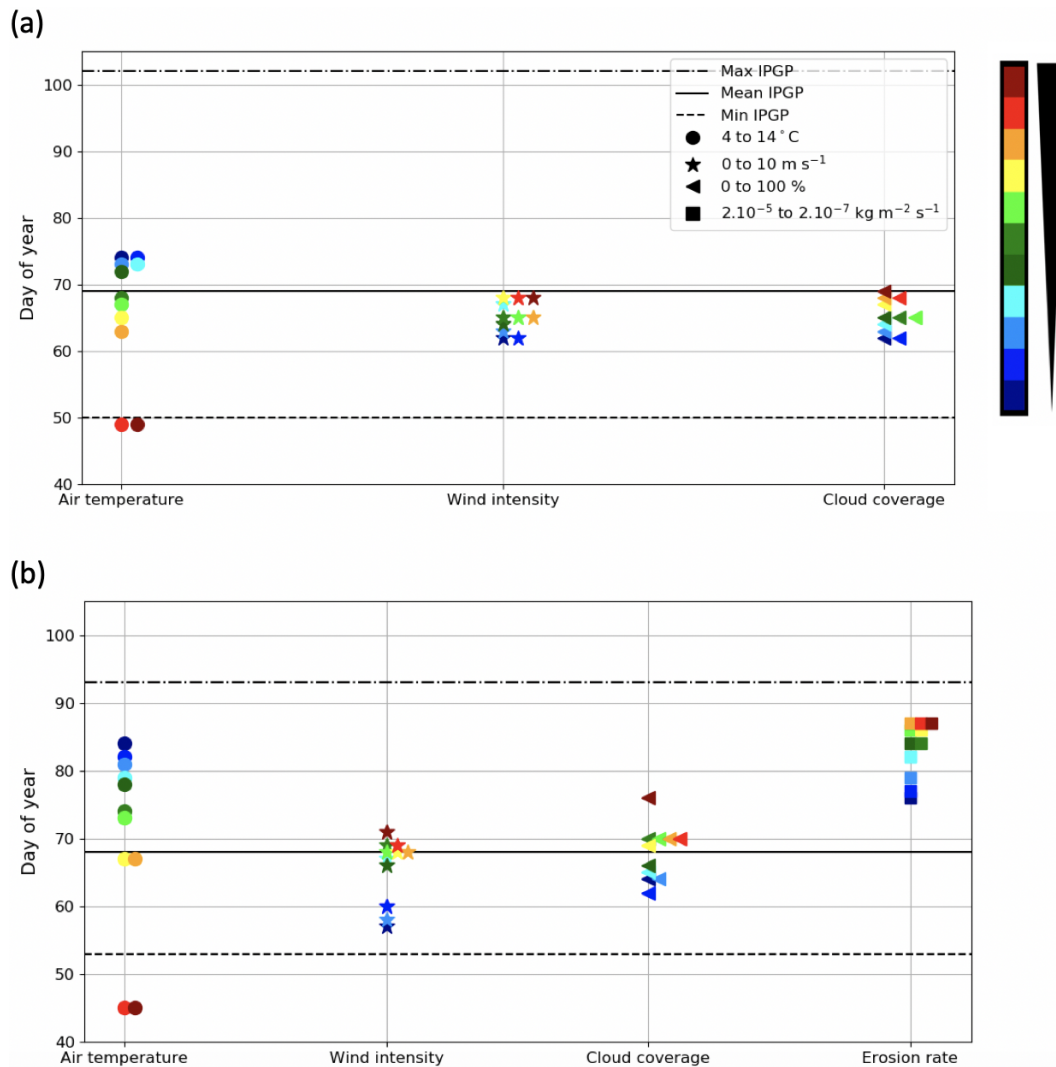 (a)
100
90
80
70
60
50
40
Day of year
Max IPGP
Mean IPGP
Min IPGP
4 to 14°C
0 to 10 m s⁻¹
0 to 100 %
2.10⁻⁵ to 2.10⁻⁷ kg m⁻² s⁻¹
Air temperature
Wind intensity
Cloud coverage
(b)
100
90
80
70
60
50
40
Day of year
Air temperature
Wind intensity
Cloud coverage
Erosion rate